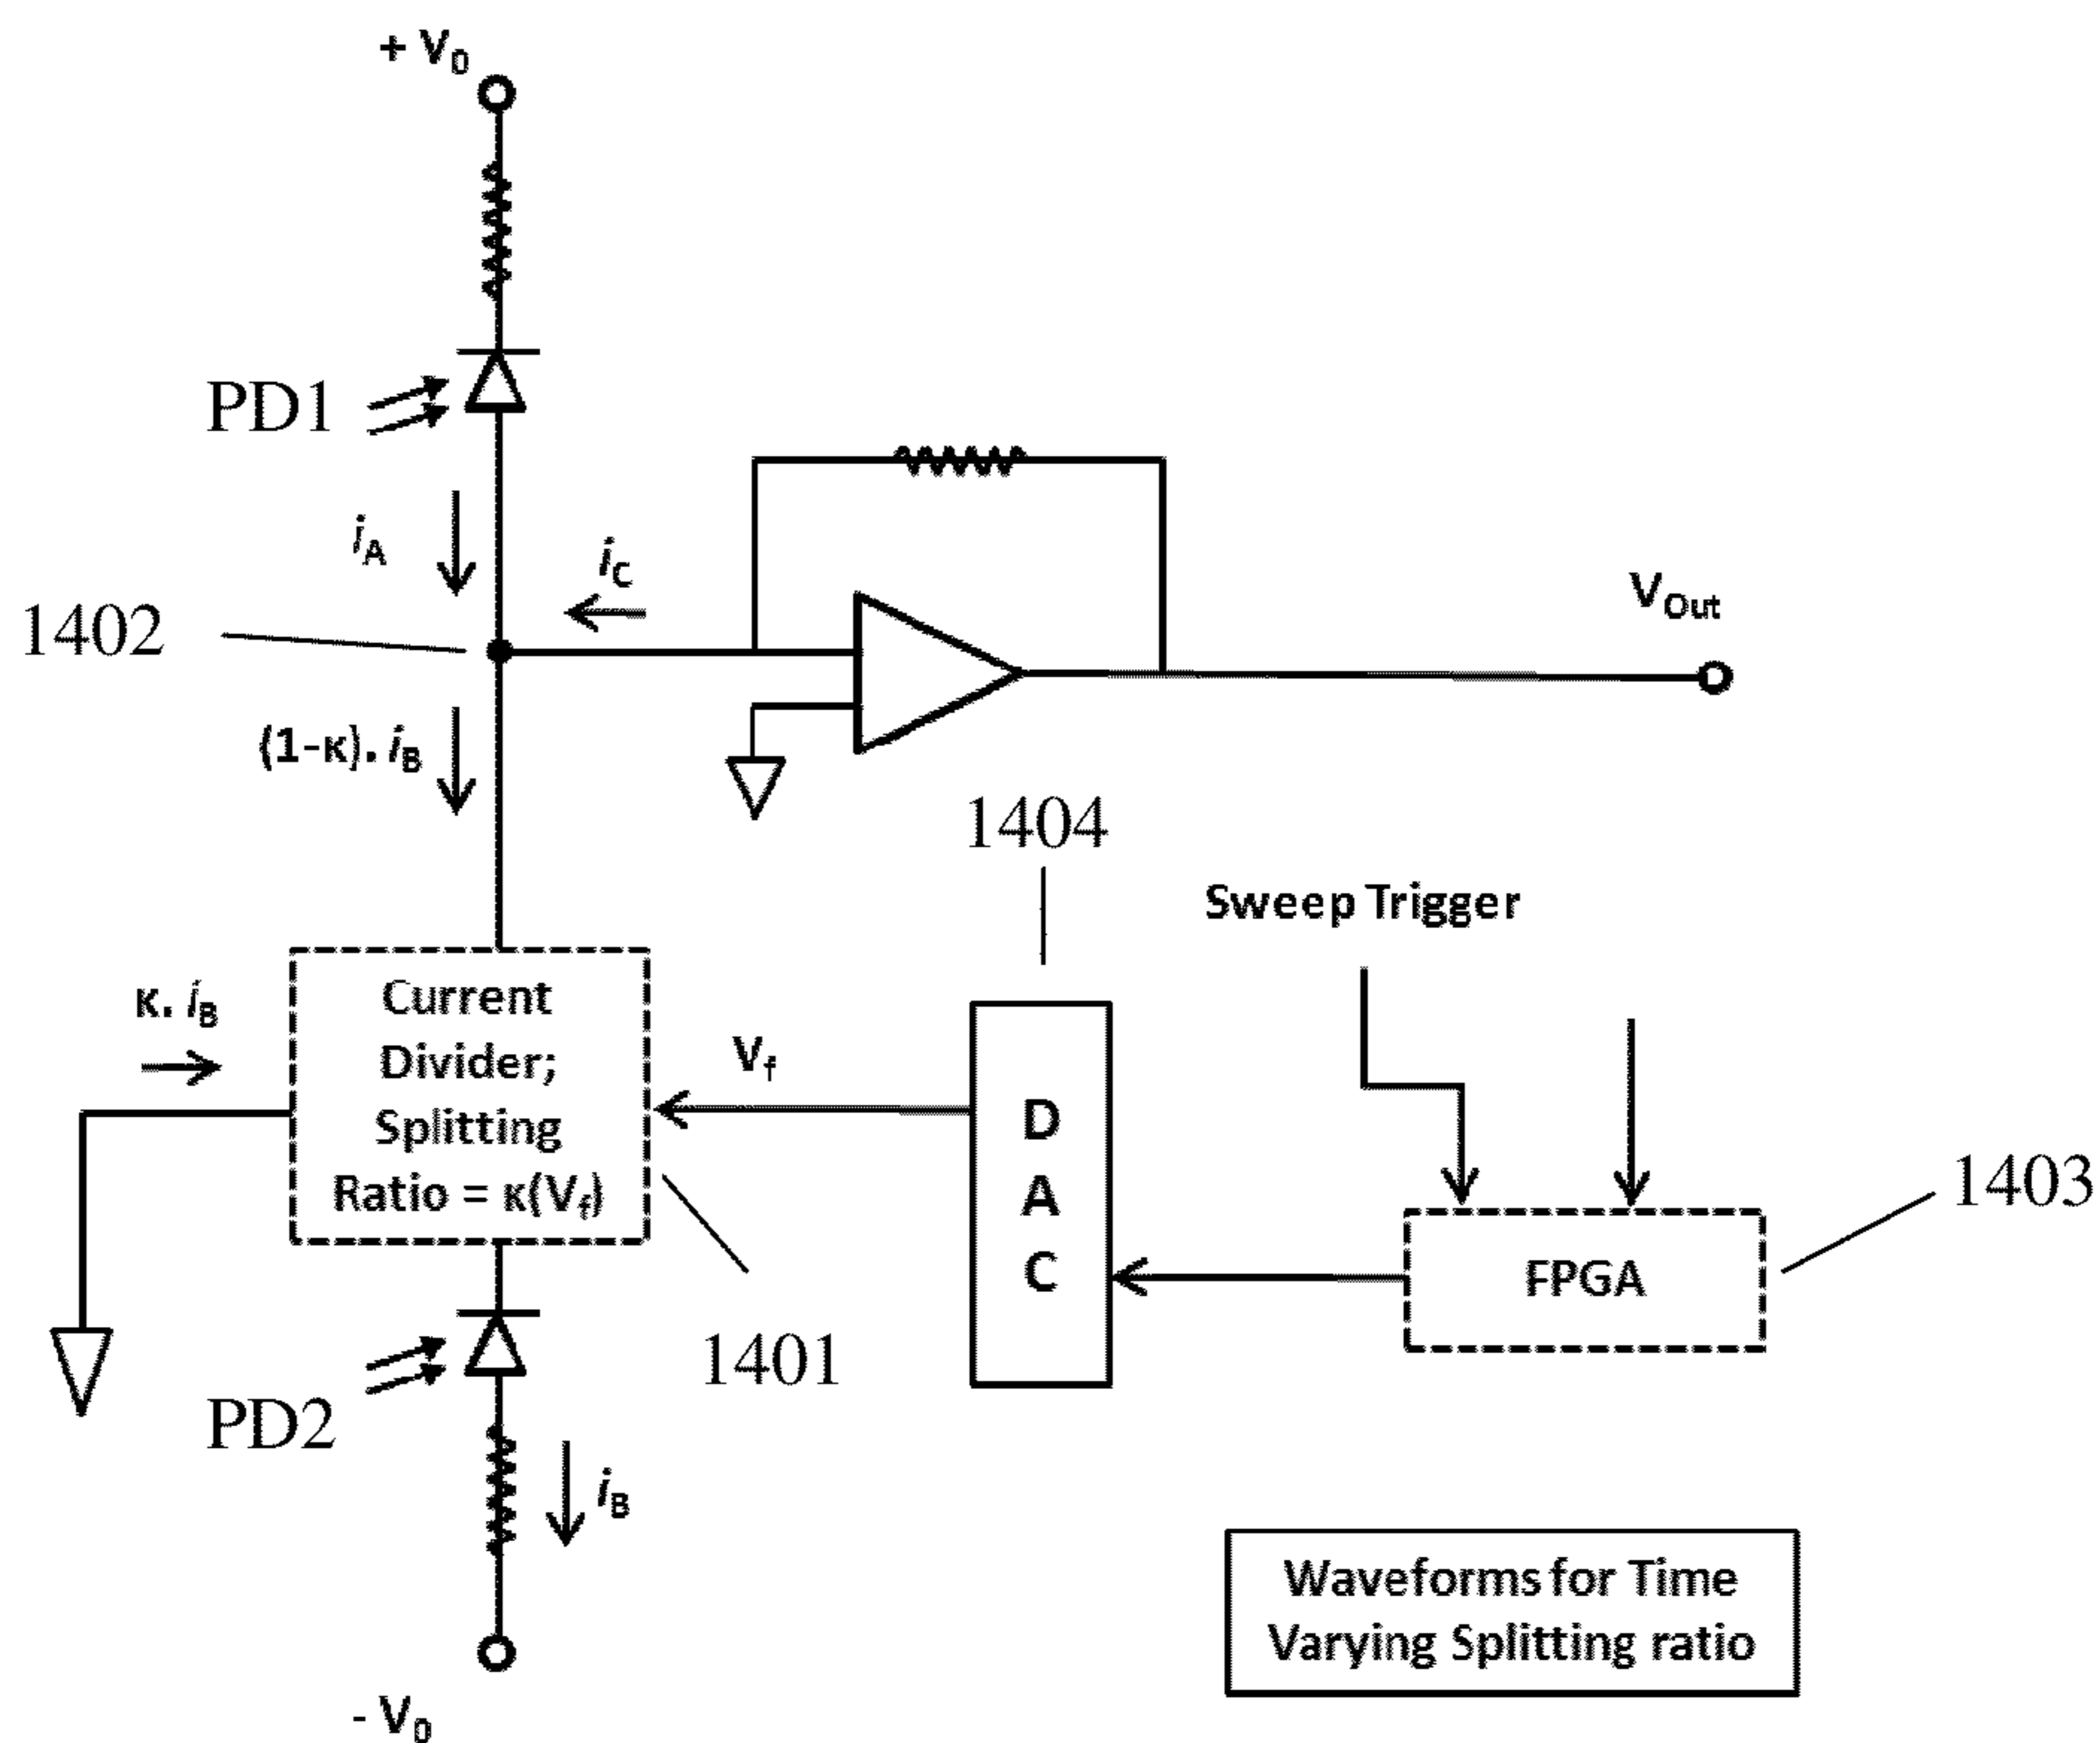 + V₀
PD1
iA
iC
VOut
1402
(1-κ). iB
1404
Sweep Trigger
κ. iB
Current
Divider;
Splitting
Ratio = κ(Vf)
Vf
D
A
C
1403
FPGA
1401
PD2
iB
Waveforms for Time
Varying Splitting ratio
- V₀